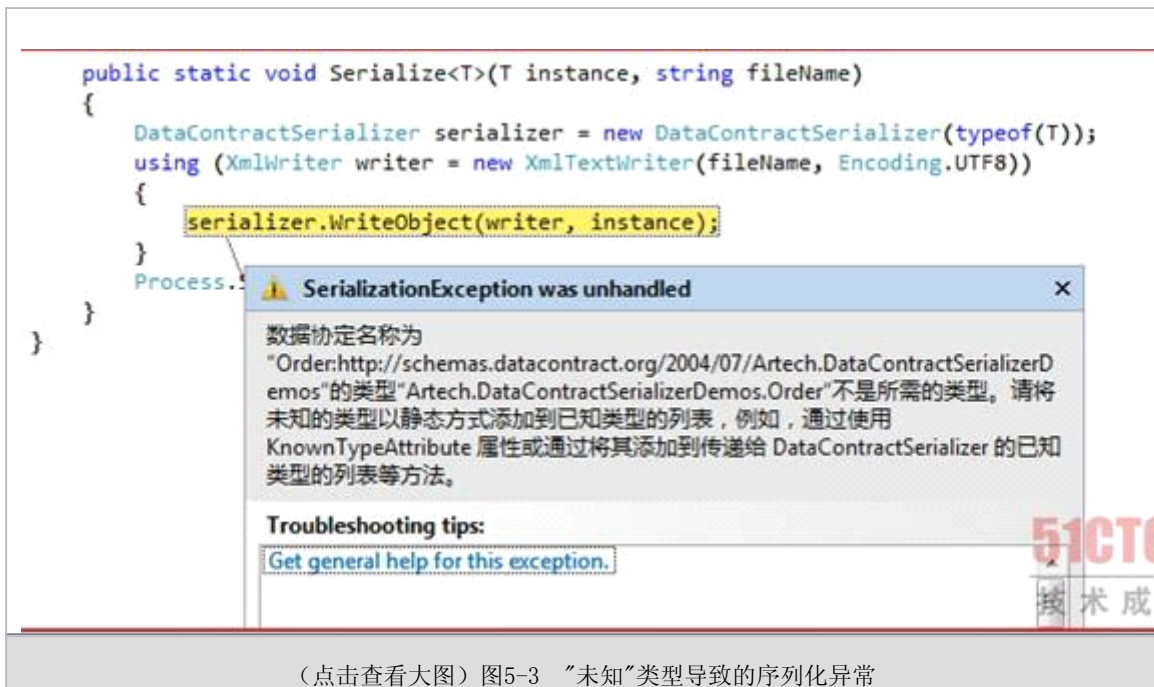 public static void Serialize<T>(T instance, string fileName)
{
DataContractSerializer serializer = new DataContractSerializer(typeof(T));
using (XmlWriter writer = new XmlTextWriter(fileName, Encoding.UTF8))
{
serializer.WriteObject(writer, instance);
}
Process.
}
}
SerializationException was unhandled
数据协定名称为
"Order:http://schemas.datacontract.org/2004/07/Artech.DataContractSerializerD
emos"的类型"Artech.DataContractSerializerDemos.Order"不是所需的类型。请将
未知的类型以静态方式添加到已知类型的列表，例如，通过使用
KnownTypeAttribute 属性或通过将其添加到传递给 DataContractSerializer 的已知
类型的列表等方法。
Troubleshooting tips:
Get general help for this exception.
51CTO
技术成
（点击查看大图）图5-3 "未知"类型导致的序列化异常